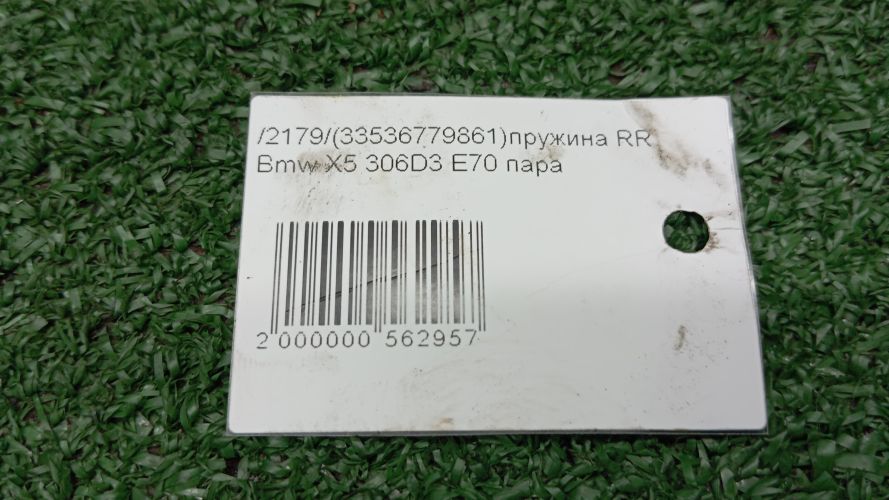 /2179/(33536779861)пружина RR
Bmw X5 306D3 E70 пара
2 000000 562957